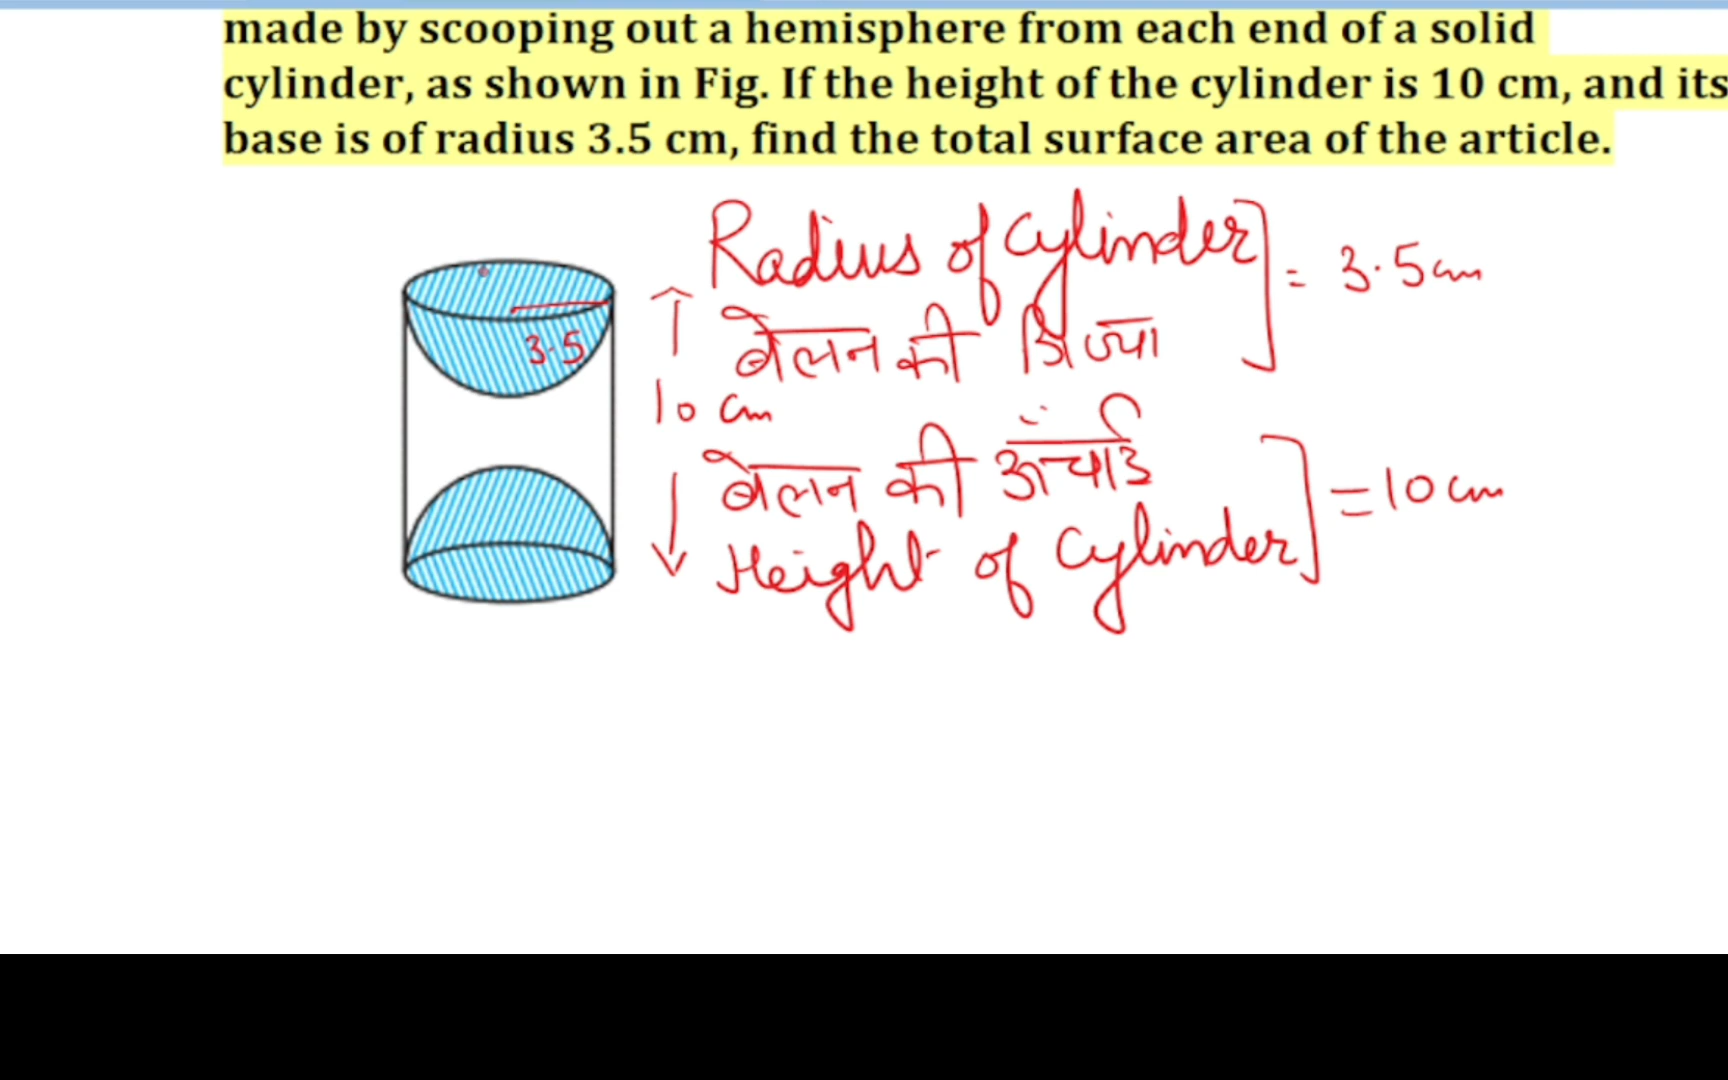 made by scooping out a hemisphere from each end of a solid
cylinder, as shown in Fig. If the height of the cylinder is 10 cm, and its
base is of radius 3.5 cm, find the total surface area of the article.
Radius of Cylinder
= 3.5 cm
बेलन की त्रिज्या
3.5
10 cm
बेलन की ऊँचाई
= 10 cm
Height of Cylinder